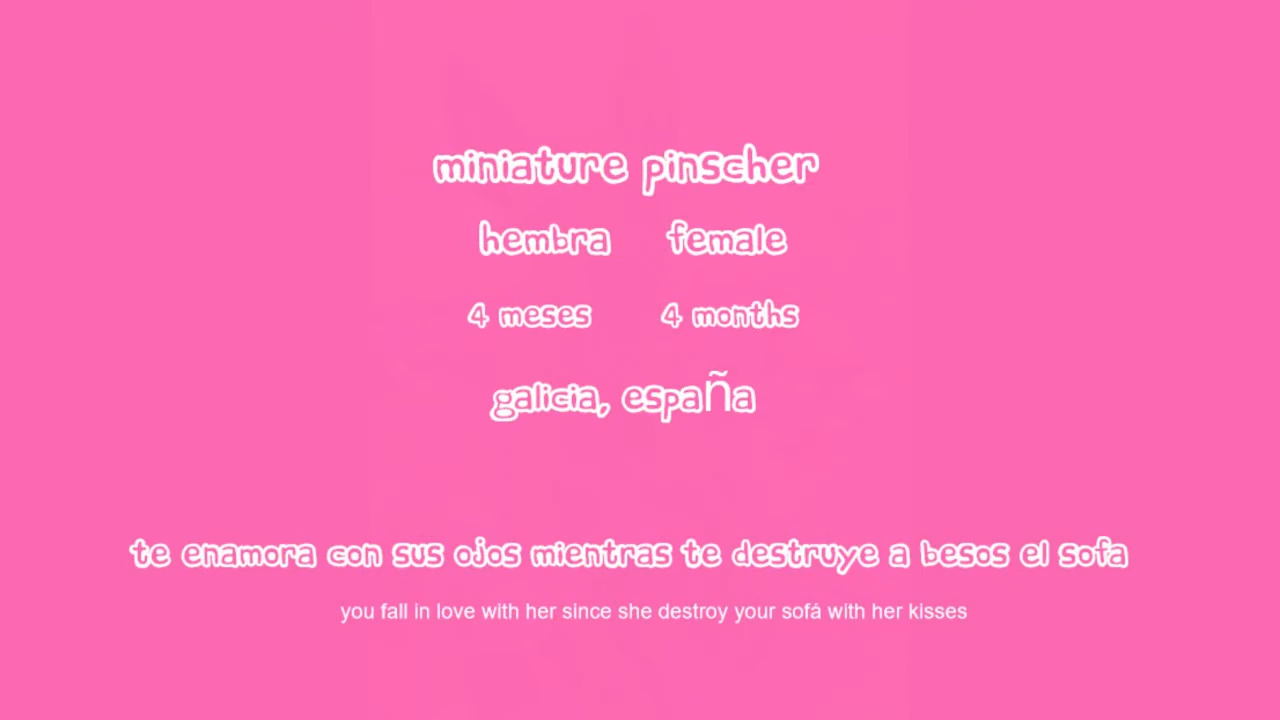 miniature pinscher
hembra female
4 meses 4 months
galicia, españa
te enamora con sus ojos mientras te destruye a besos el sofa
you fall in love with her since she destroy your sofá with her kisses